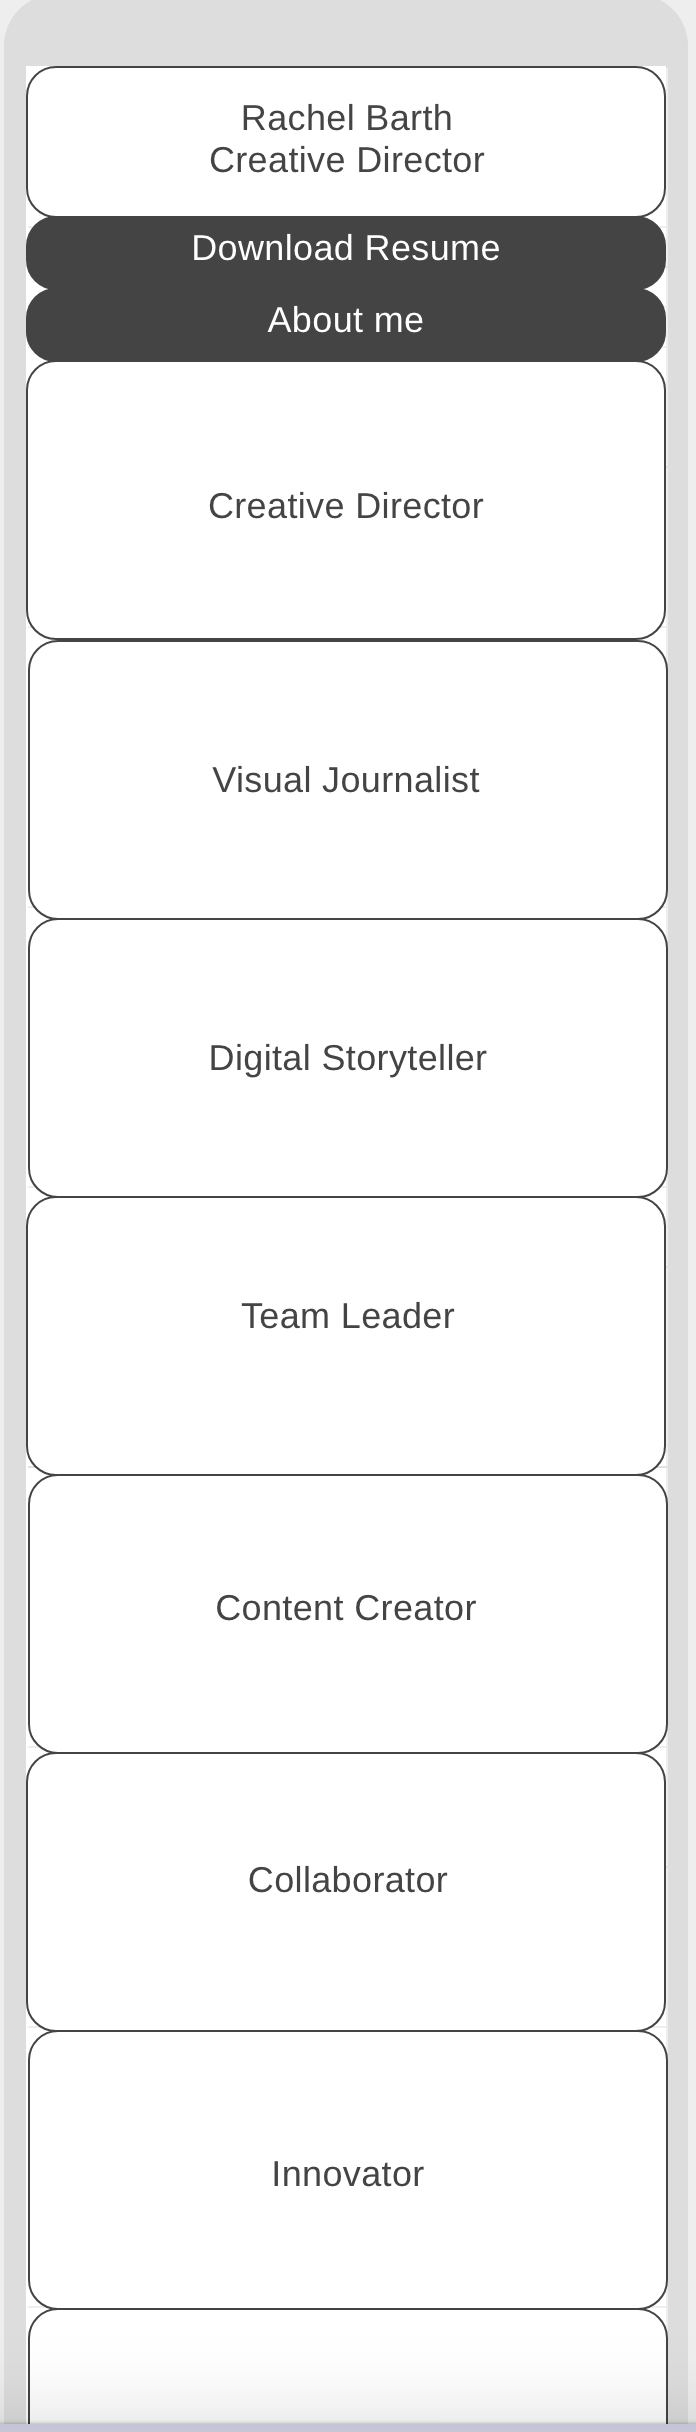 Rachel Barth
Creative Director
Download Resume
About me
Creative Director
Visual Journalist
Digital Storyteller
Team Leader
Content Creator
Collaborator
Innovator